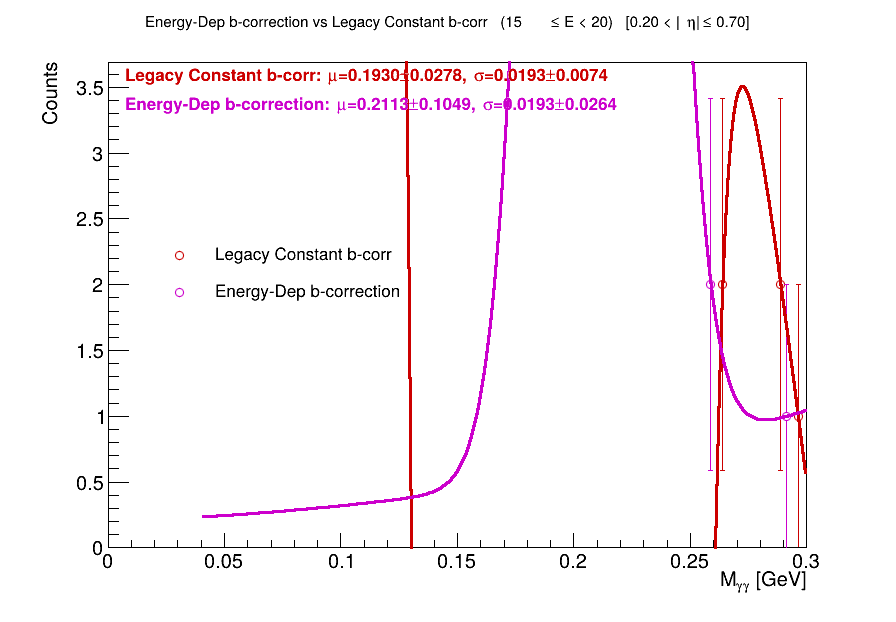 Energy-Dep b-correction vs Legacy Constant b-corr (15 ≤ E < 20) [0.20 < | η| ≤ 0.70]
Counts
Legacy Constant b-corr: μ=0.1930±0.0278, σ=0.0193±0.0074
Energy-Dep b-correction: μ=0.2113±0.1049, σ=0.0193±0.0264
3.5
3
2.5
Legacy Constant b-corr
Energy-Dep b-correction
2
1.5
1
0.5
0
0 0.05 0.1 0.15 0.2 0.25 0.3
Mγγ [GeV]